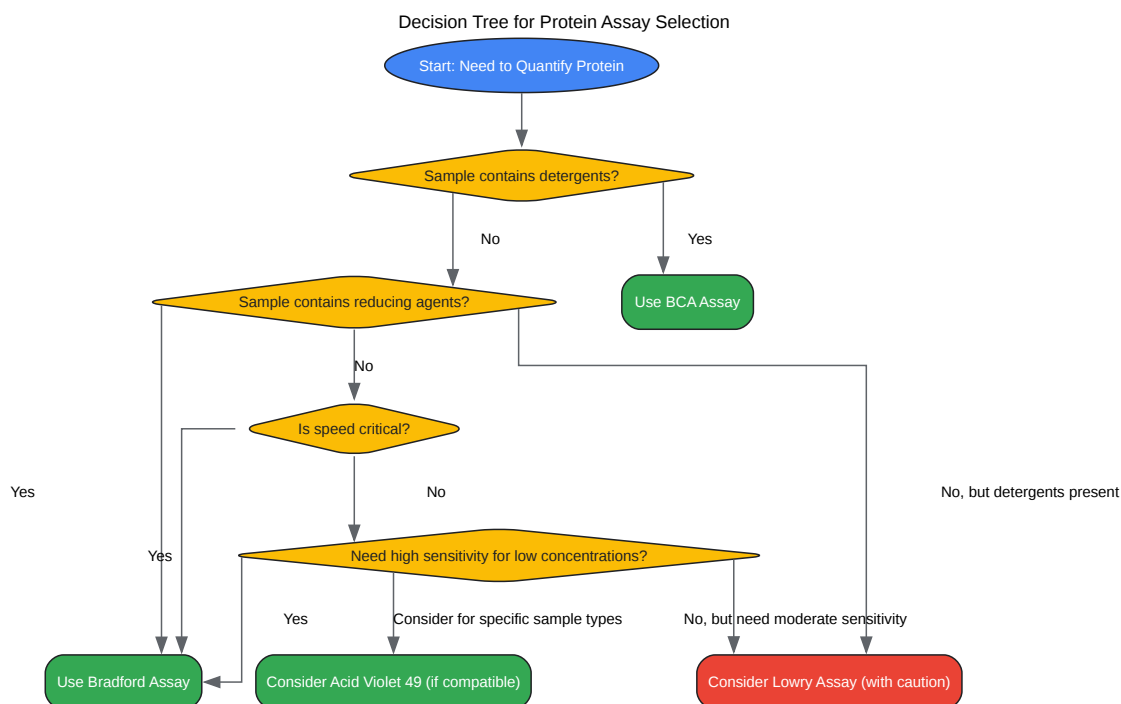 Decision Tree for Protein Assay Selection
Start: Need to Quantify Protein
Sample contains detergents?
No
Yes
Sample contains reducing agents?
Use BCA Assay
No
Is speed critical?
Yes
No
No, but detergents present
Yes
Need high sensitivity for low concentrations?
Yes
Consider for specific sample types
No, but need moderate sensitivity
Use Bradford Assay
Consider Acid Violet 49 (if compatible)
Consider Lowry Assay (with caution)